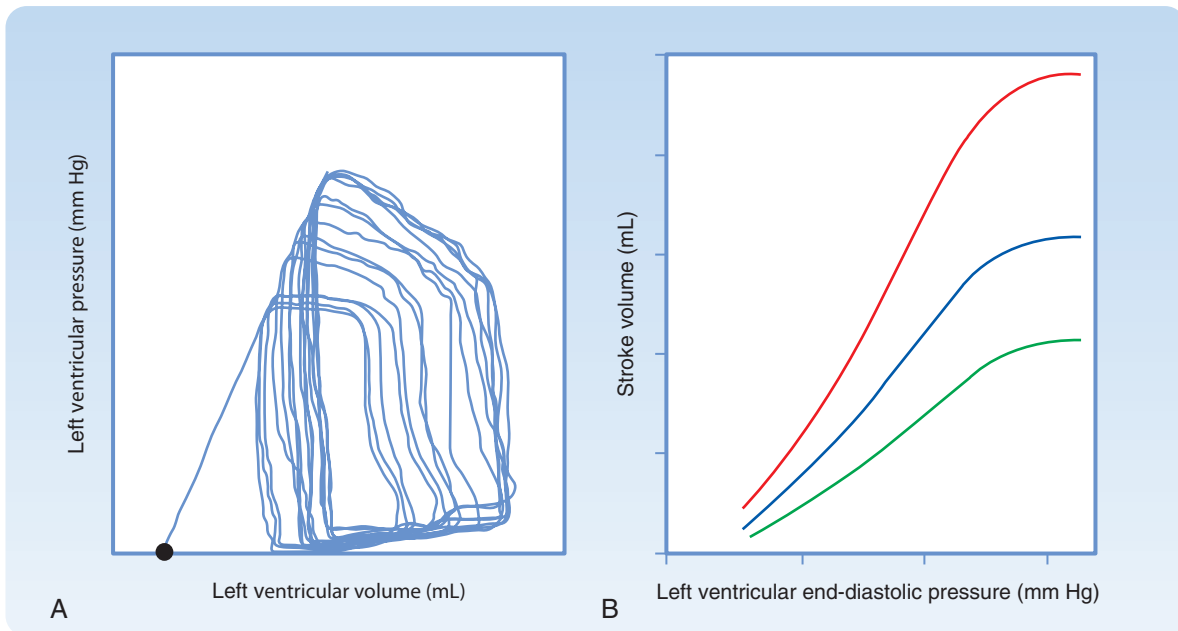 Left ventricular pressure (mm Hg)
Left ventricular volume (mL)
A
Stroke volume (mL)
Left ventricular end-diastolic pressure (mm Hg)
B